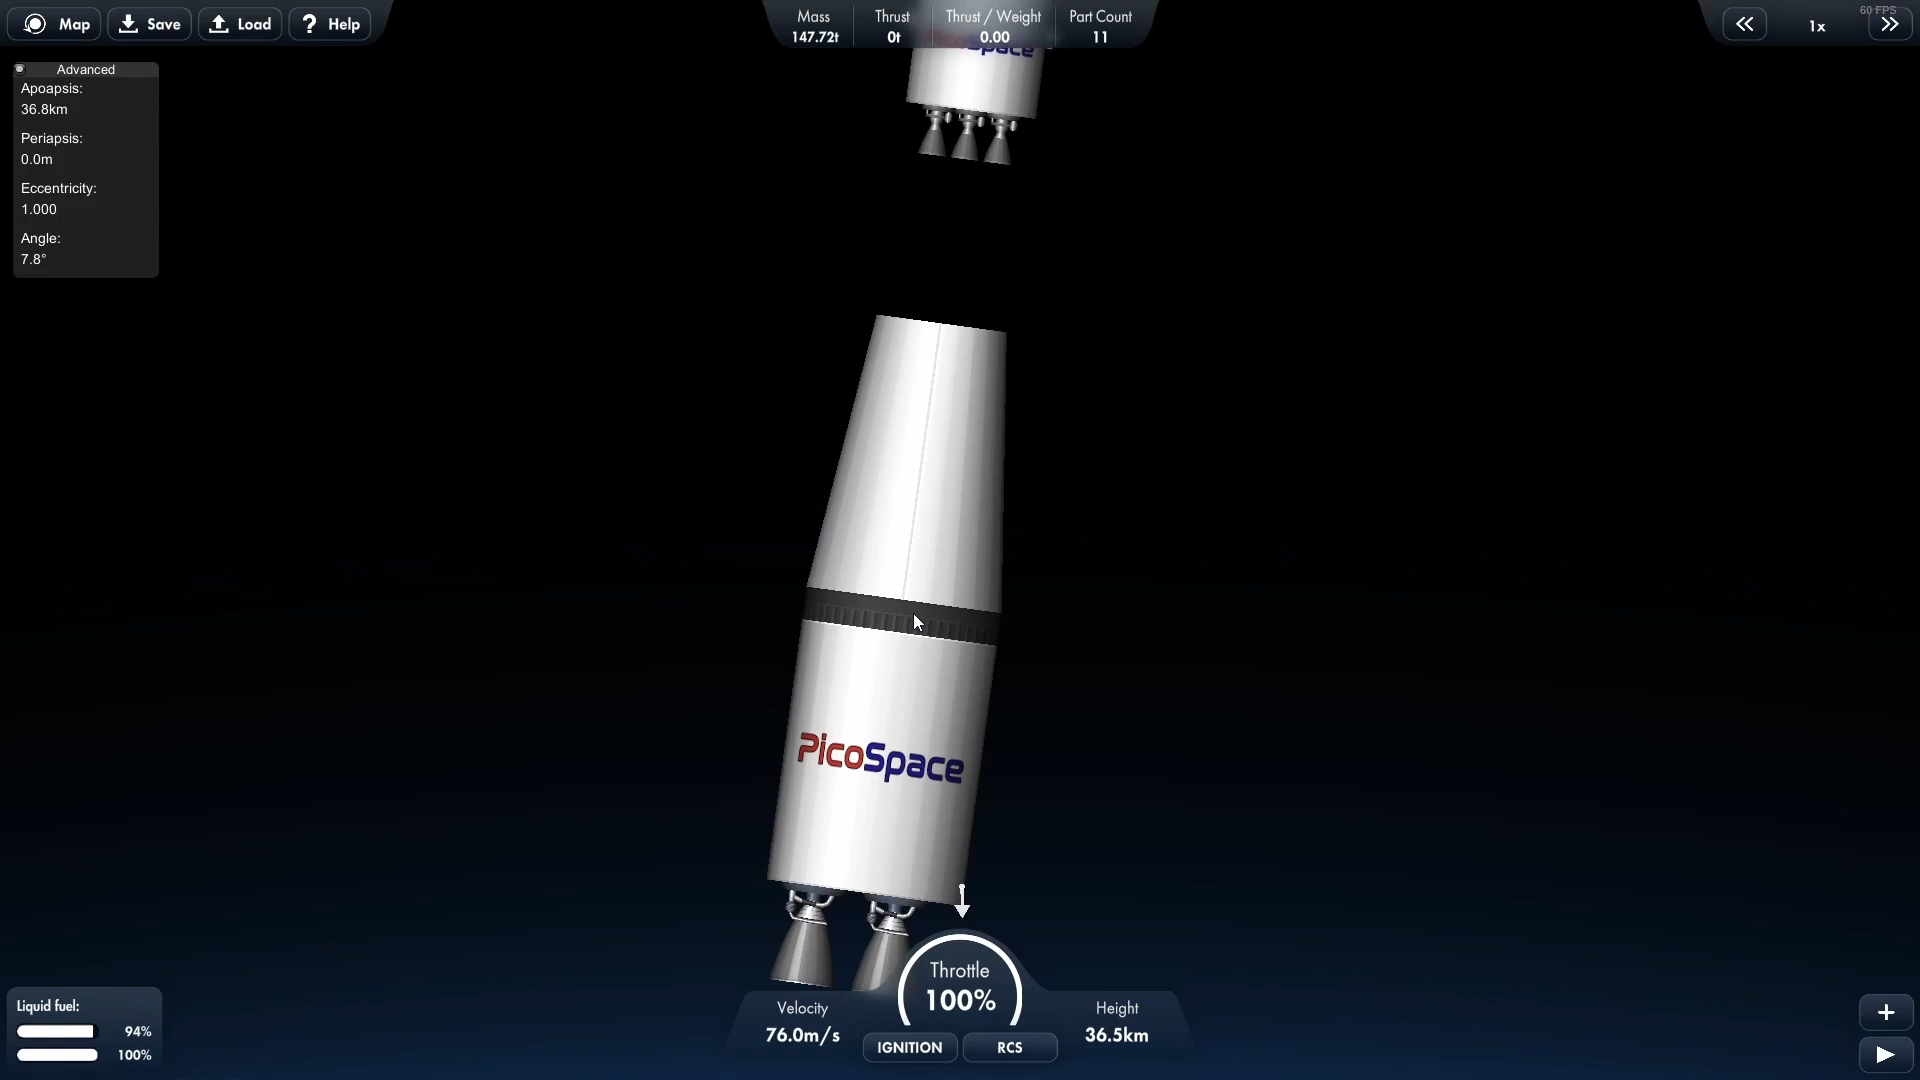 Map
Save
Load
Help
Mass
Thrust
Thrust / Weight
Part Count
147.72t
0t
0.00
11
60 FPS
1x
Space
Advanced
Apoapsis:
36.8km
Periapsis:
0.0m
Eccentricity:
1.000
Angle:
7.8°
PicoSpace
Throttle
100%
Velocity
76.0m/s
Height
36.5km
IGNITION
RCS
Liquid fuel:
94%
100%